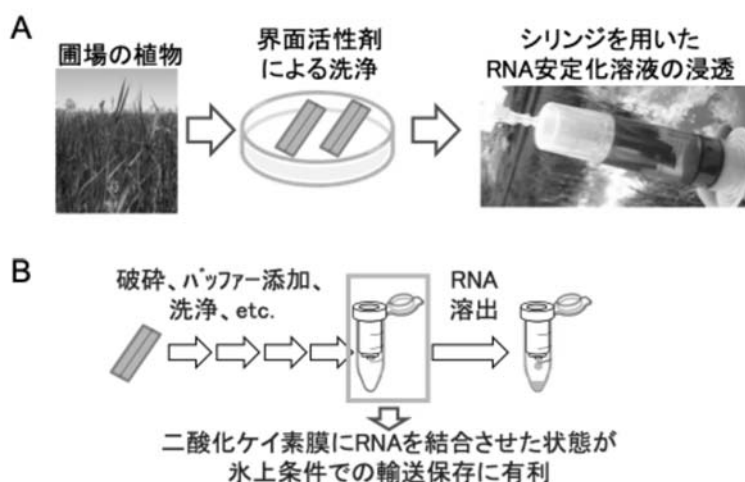 A
圃場の植物
界面活性剤
による洗浄
シリンジを用いた
RNA安定化溶液の浸透
B
破砕、バッファー添加、
洗浄、etc.
RNA
溶出
二酸化ケイ素膜にRNAを結合させた状態が
氷上条件での輸送保存に有利